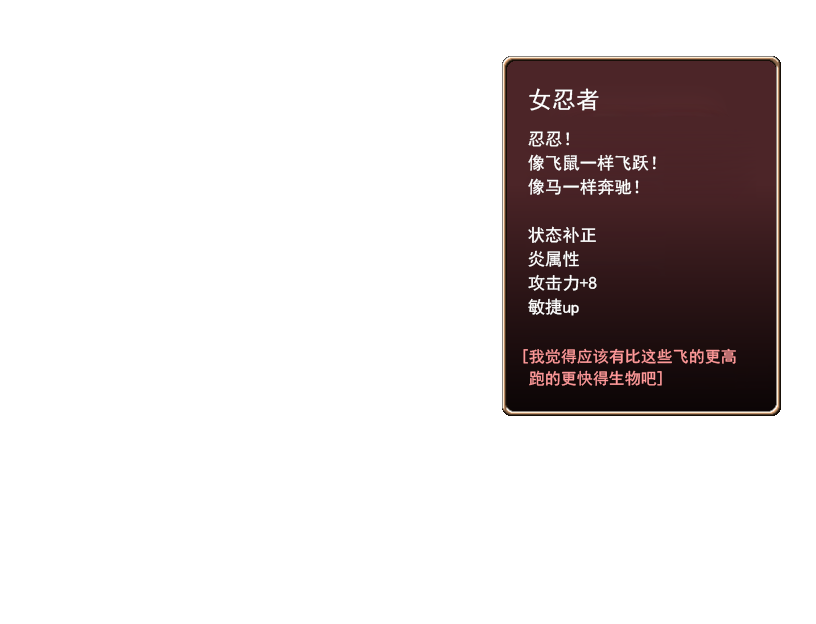 女忍者
忍忍！
像飞鼠一样飞跃！
像马一样奔驰！
状态补正
炎属性
攻击力+8
敏捷up
[我觉得应该有比这些飞的更高
跑的更快得生物吧]